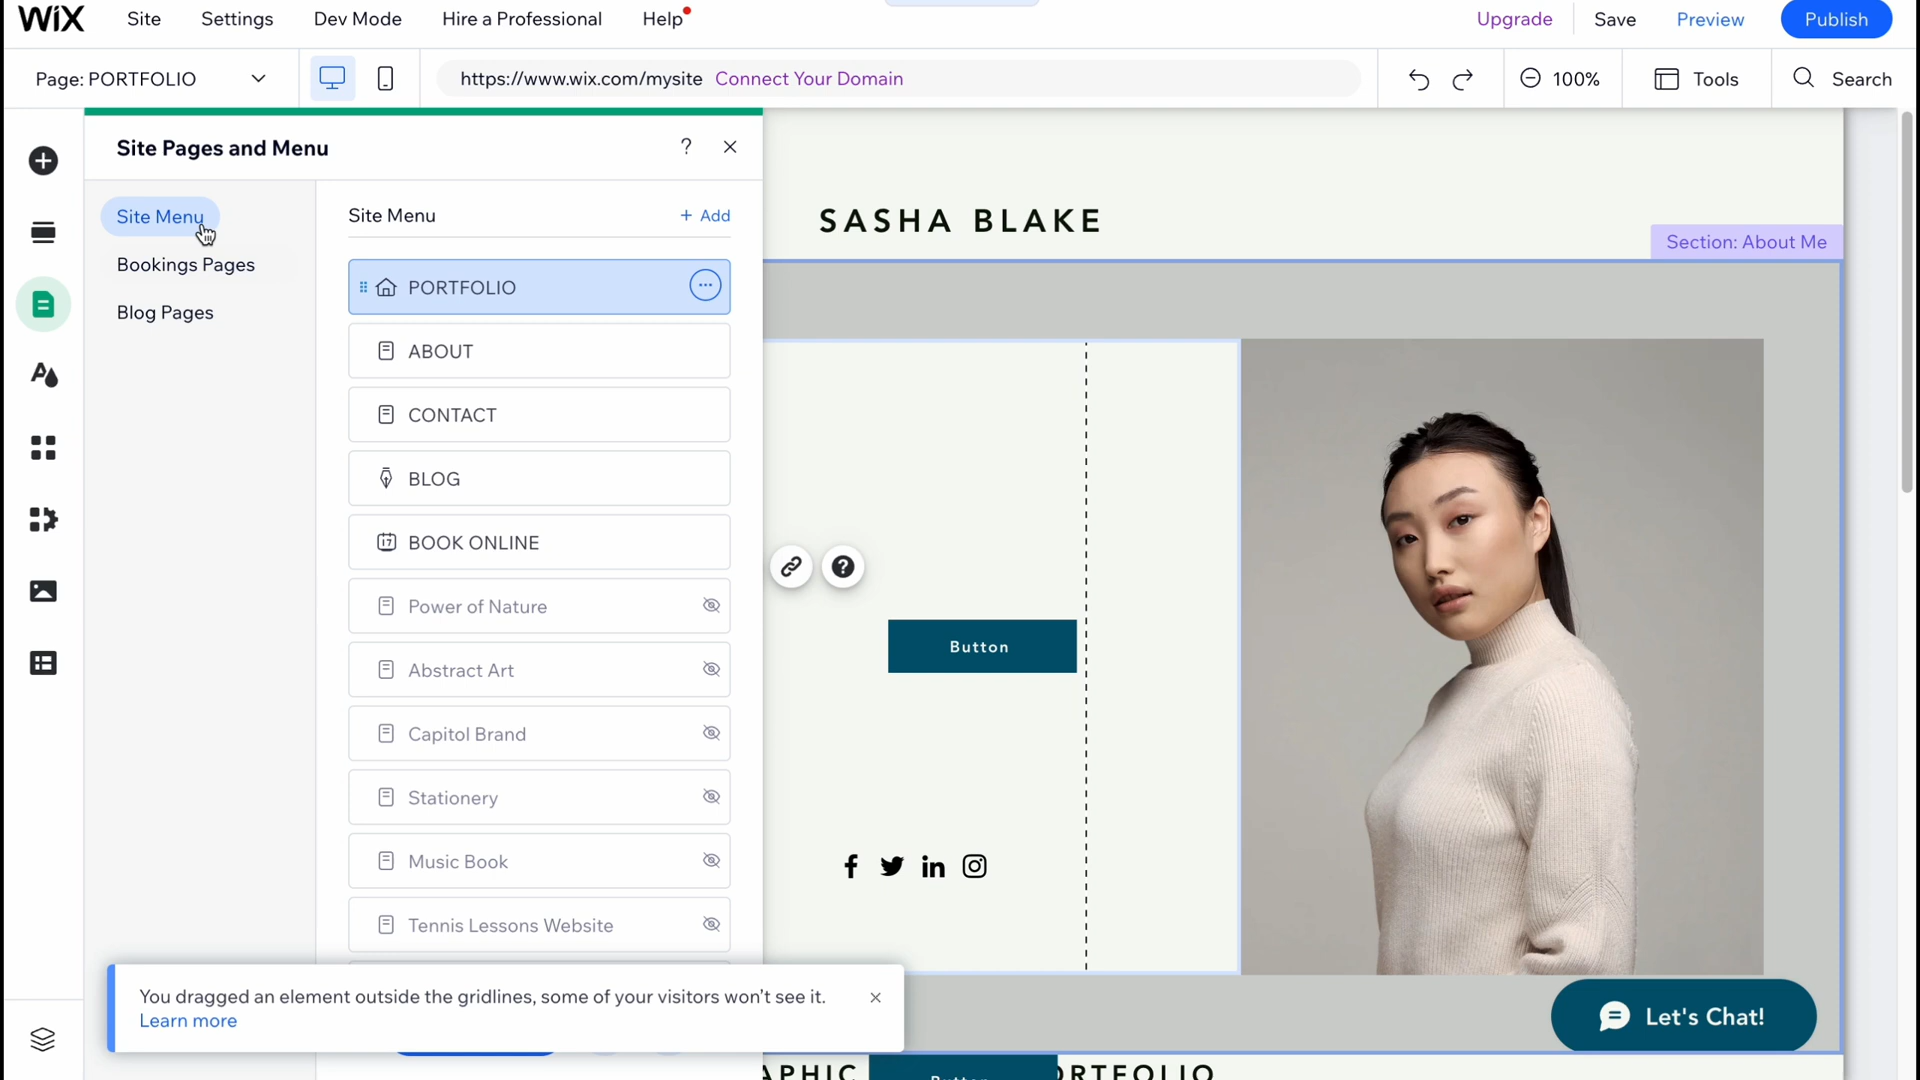 WiX Site Settings Dev Mode Hire a Professional Help Upgrade Save Preview Publish
Page: PORTFOLIO https://www.wix.com/mysite Connect Your Domain 100% Tools Search
Site Pages and Menu ?
Site Menu
Bookings Pages
Blog Pages
Site Menu + Add
PORTFOLIO
ABOUT
CONTACT
BLOG
17 BOOK ONLINE
Power of Nature
Abstract Art
Capitol Brand
Stationery
Music Book
Tennis Lessons Website
SASHA BLAKE
Section: About Me
Button
Let's Chat!
You dragged an element outside the gridlines, some of your visitors won't see it.
Learn more